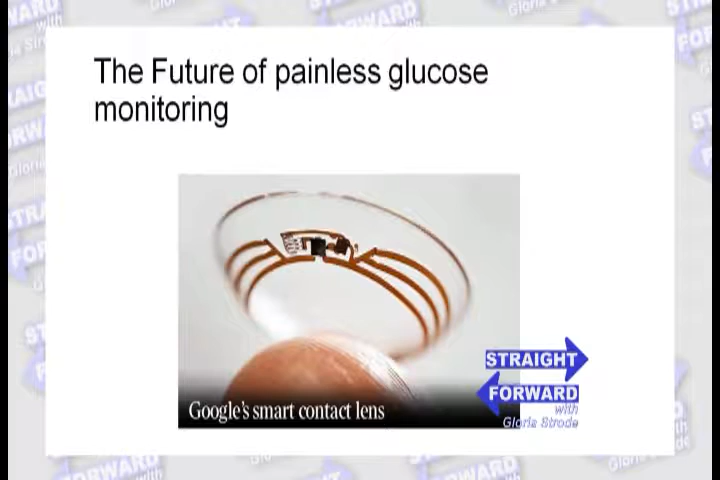 The Future of painless glucose
monitoring
Google's smart contact lens
STRAIGHT
FORWARD
with
Gloria Strode